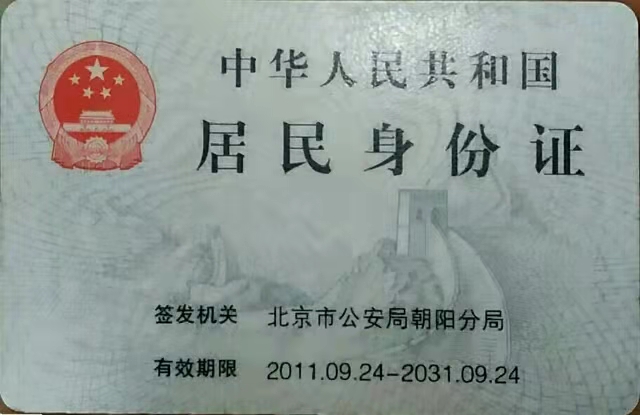 中华人民共和国
居民身份证
签发机关 北京市公安局朝阳分局
有效期限 2011.09.24-2031.09.24